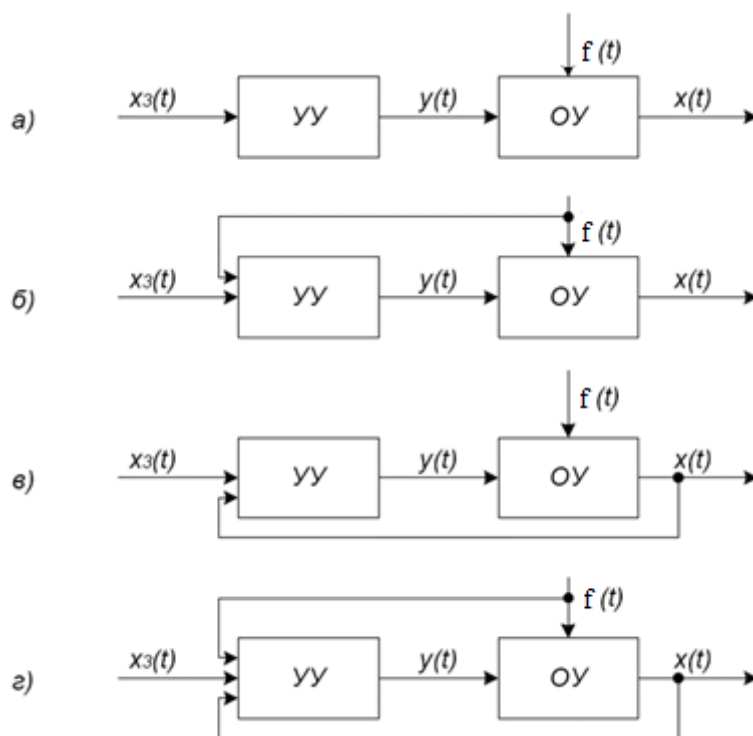 f (t)
а) xз(t) УУ y(t) ОУ x(t)
f (t)
б) xз(t) УУ y(t) ОУ x(t)
f (t)
в) xз(t) УУ y(t) ОУ x(t)
f (t)
г) xз(t) УУ y(t) ОУ x(t)